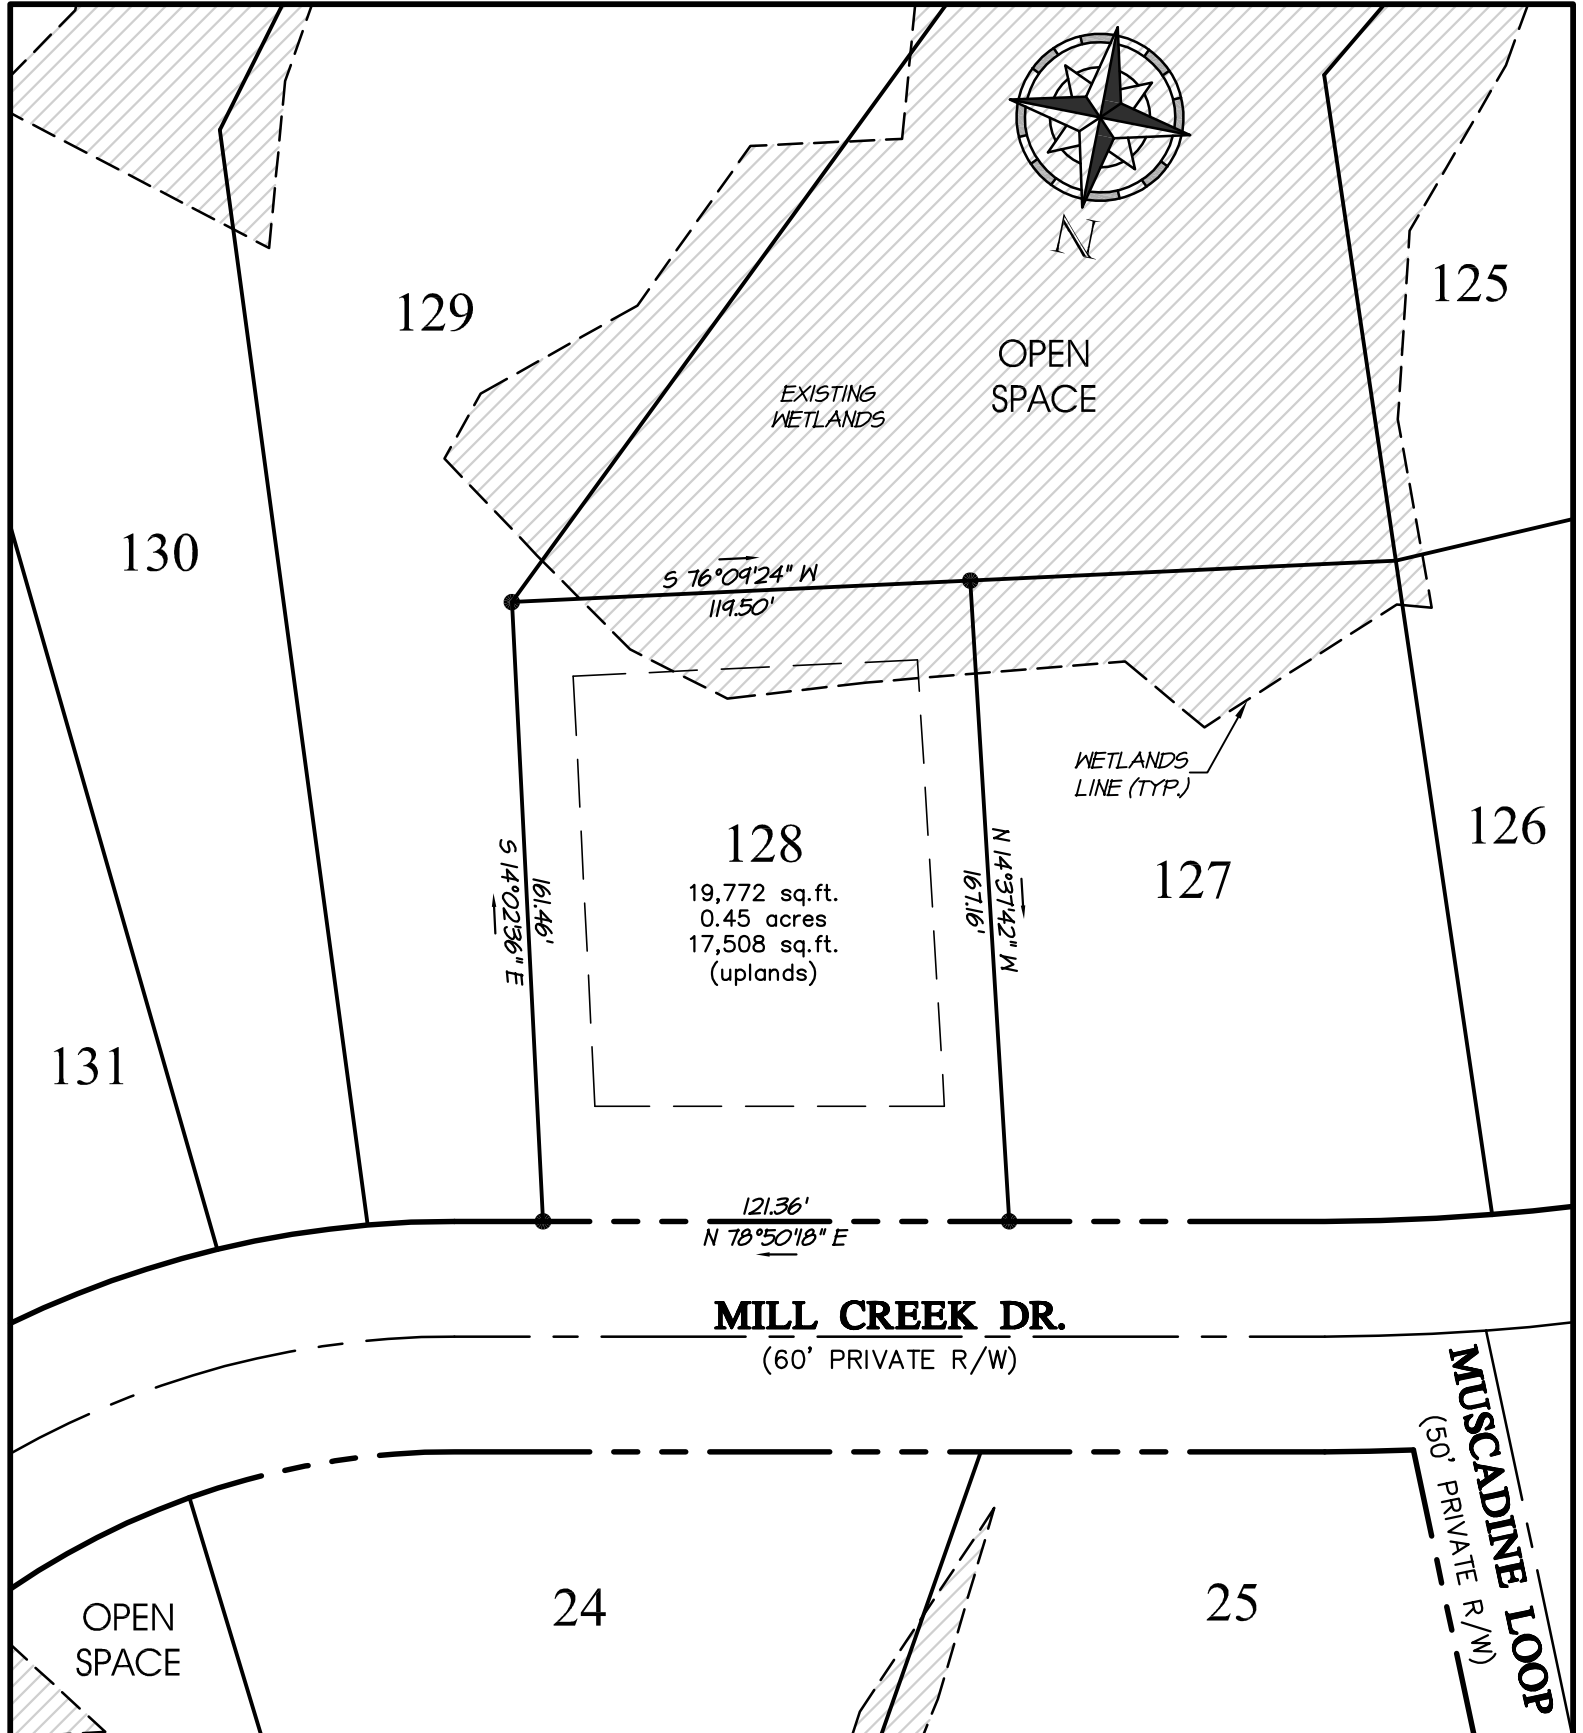 N
129
125
OPEN
SPACE
EXISTING
WETLANDS
130
S 76°09'24" W
119.50'
WETLANDS
LINE (TYP.)
126
128
19,772 sq.ft.
0.45 acres
17,508 sq.ft.
(uplands)
127
S 14°02'36" E
161.46'
N 14°37'42" W
167.16'
131
121.36'
N 78°50'18" E
MILL CREEK DR.
(60' PRIVATE R/W)
MUSCADINE LOOP
(50' PRIVATE R/W)
24
25
OPEN
SPACE